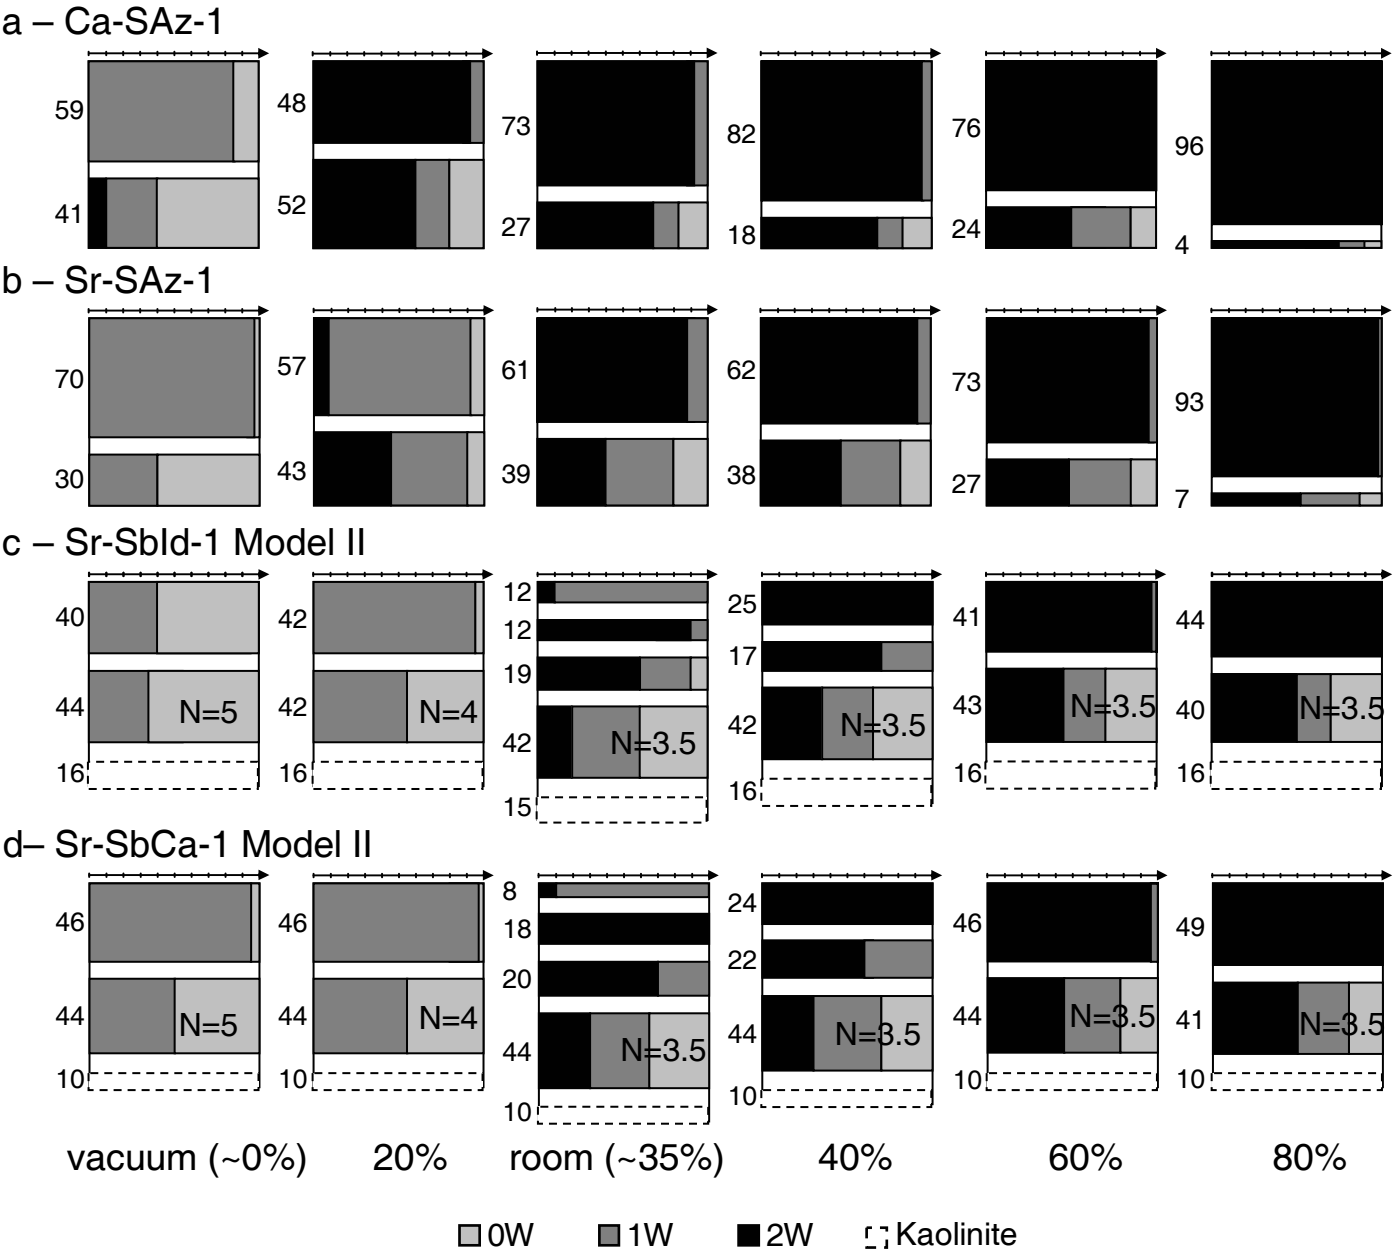 a – Ca-SAz-1
59 48 73 82 76 96
41 52 27 18 24 4
b – Sr-SAz-1
70 57 61 62 73 93
30 43 39 38 27 7
c – Sr-SbId-1 Model II
40 42 12 25 41 44
12 17
19
44 N=5 42 N=4 42 N=3.5 42 N=3.5 43 N=3.5 40 N=3.5
16 16 15 16 16 16
d– Sr-SbCa-1 Model II
46 46 8 24 46 49
18 22
20
44 N=5 44 N=4 44 N=3.5 44 N=3.5 44 N=3.5 41 N=3.5
10 10 10 10 10 10
vacuum (~0%) 20% room (~35%) 40% 60% 80%
0W 1W 2W Kaolinite